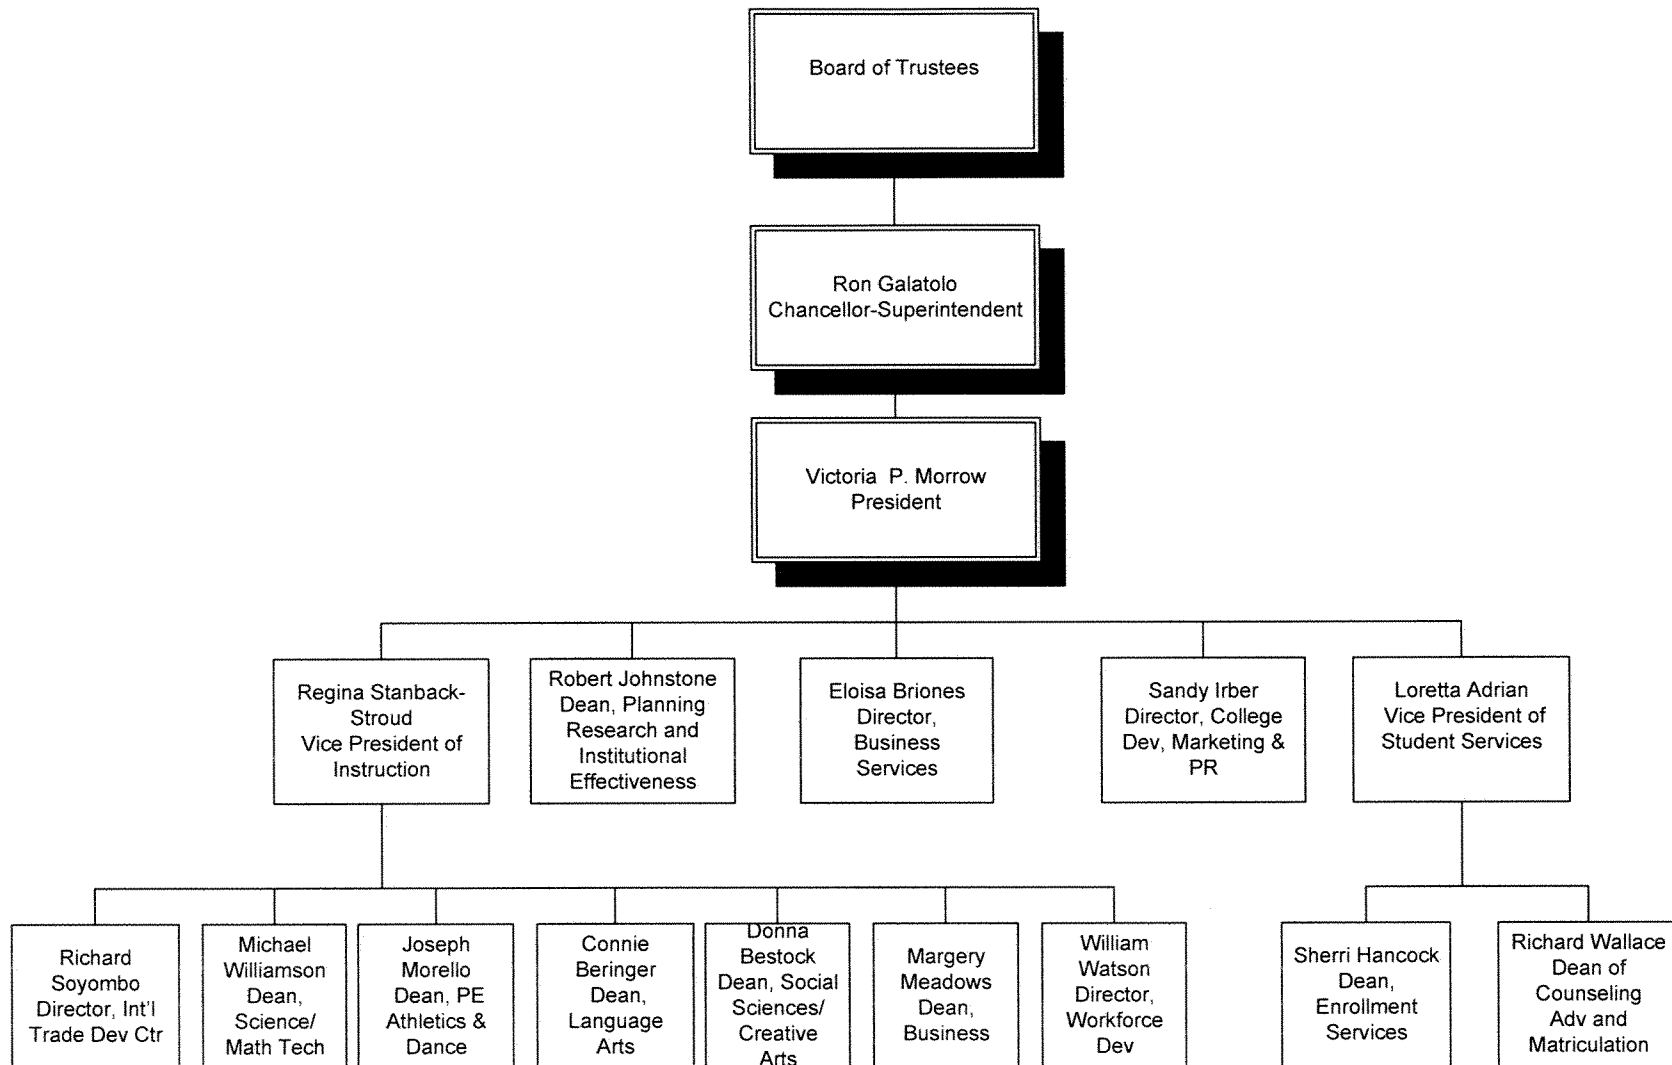 Board of Trustees
Ron Galatolo
Chancellor-Superintendent
Victoria P. Morrow
President
Regina Stanback-
Stroud
Vice President of
Instruction
Robert Johnstone
Dean, Planning
Research and
Institutional
Effectiveness
Eloisa Briones
Director,
Business
Services
Sandy Irber
Director, College
Dev, Marketing &
PR
Loretta Adrian
Vice President of
Student Services
Richard
Soyombo
Director, Int'l
Trade Dev Ctr
Michael
Williamson
Dean,
Science/
Math Tech
Joseph
Morello
Dean, PE
Athletics &
Dance
Connie
Beringer
Dean,
Language
Arts
Donna
Bestock
Dean, Social
Sciences/
Creative
Arts
Margery
Meadows
Dean,
Business
William
Watson
Director,
Workforce
Dev
Sherri Hancock
Dean,
Enrollment
Services
Richard Wallace
Dean of
Counseling
Adv and
Matriculation